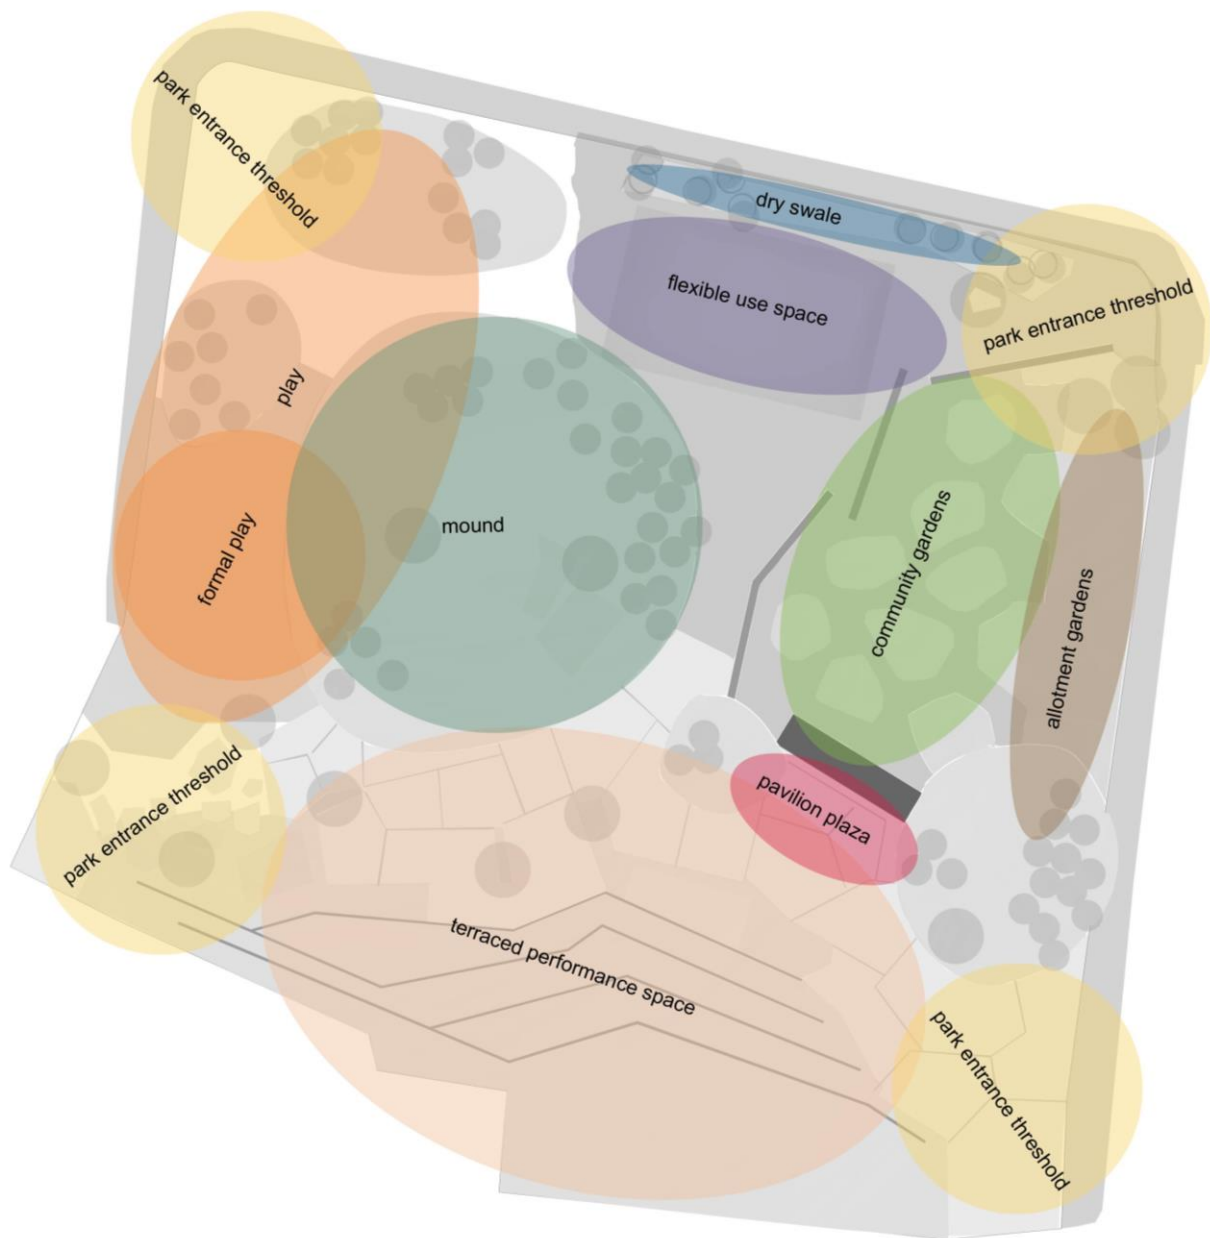 park entrance threshold
dry swale
flexible use space
park entrance threshold
play
mound
formal play
community gardens
allotment gardens
park entrance threshold
pavilion plaza
terraced performance space
park entrance threshold